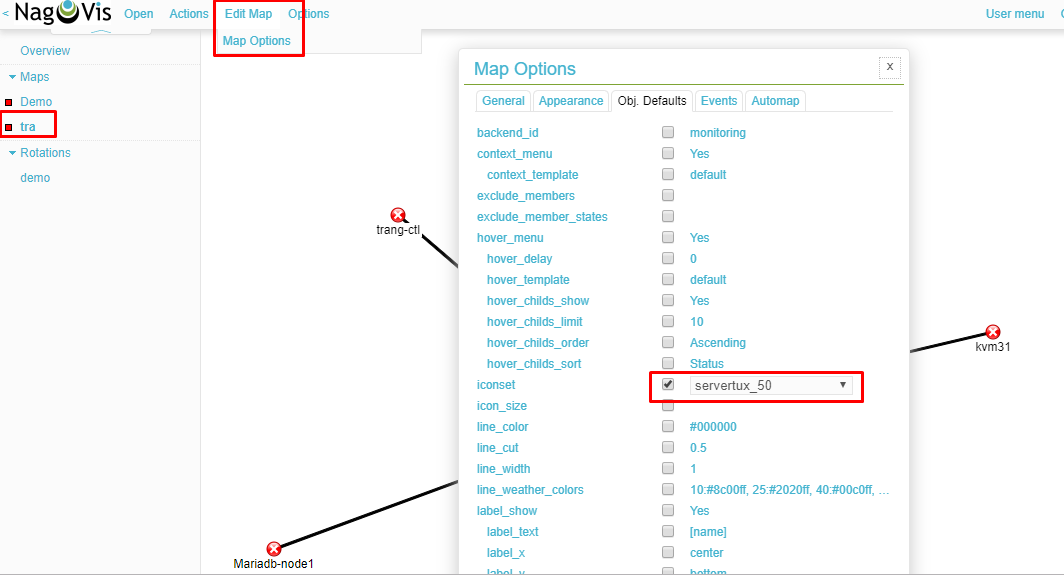 < NagVis Open Actions Edit Map Options User menu
Map Options
Overview
Maps
Demo
tra
Rotations
demo
trang-ctl
Mariadb-node1
kvm31
Map Options x
General Appearance Obj. Defaults Events Automap
backend_id monitoring
context_menu Yes
context_template default
exclude_members
exclude_member_states
hover_menu Yes
hover_delay 0
hover_template default
hover_childs_show Yes
hover_childs_limit 10
hover_childs_order Ascending
hover_childs_sort Status
iconset servertux_50
icon_size
line_color #000000
line_cut 0.5
line_width 1
line_weather_colors 10:#8c00ff, 25:#2020ff, 40:#00c0ff, ...
label_show Yes
label_text [name]
label_x center
label_y bottom